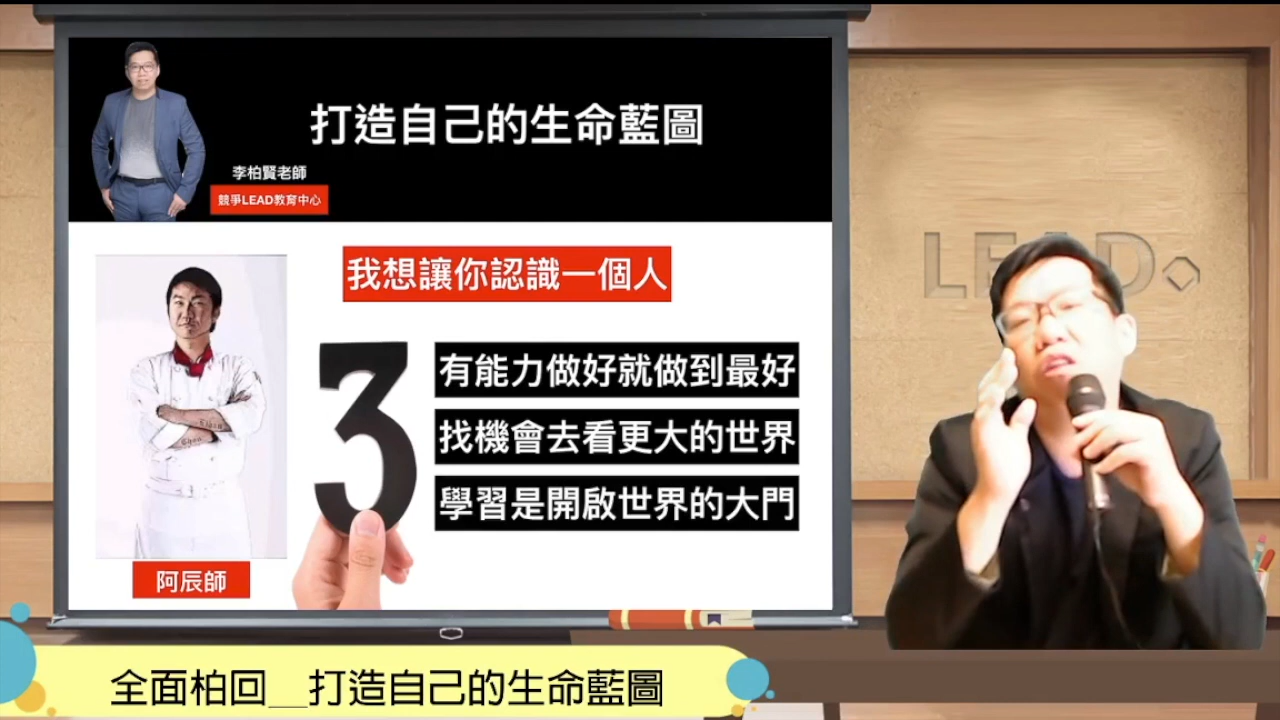 打造自己的生命藍圖
李柏賢老師
競爭LEAD教育中心
我想讓你認識一個人
3
有能力做好就做到最好
找機會去看更大的世界
學習是開啟世界的大門
阿辰師
LEAD
全面柏回__打造自己的生命藍圖